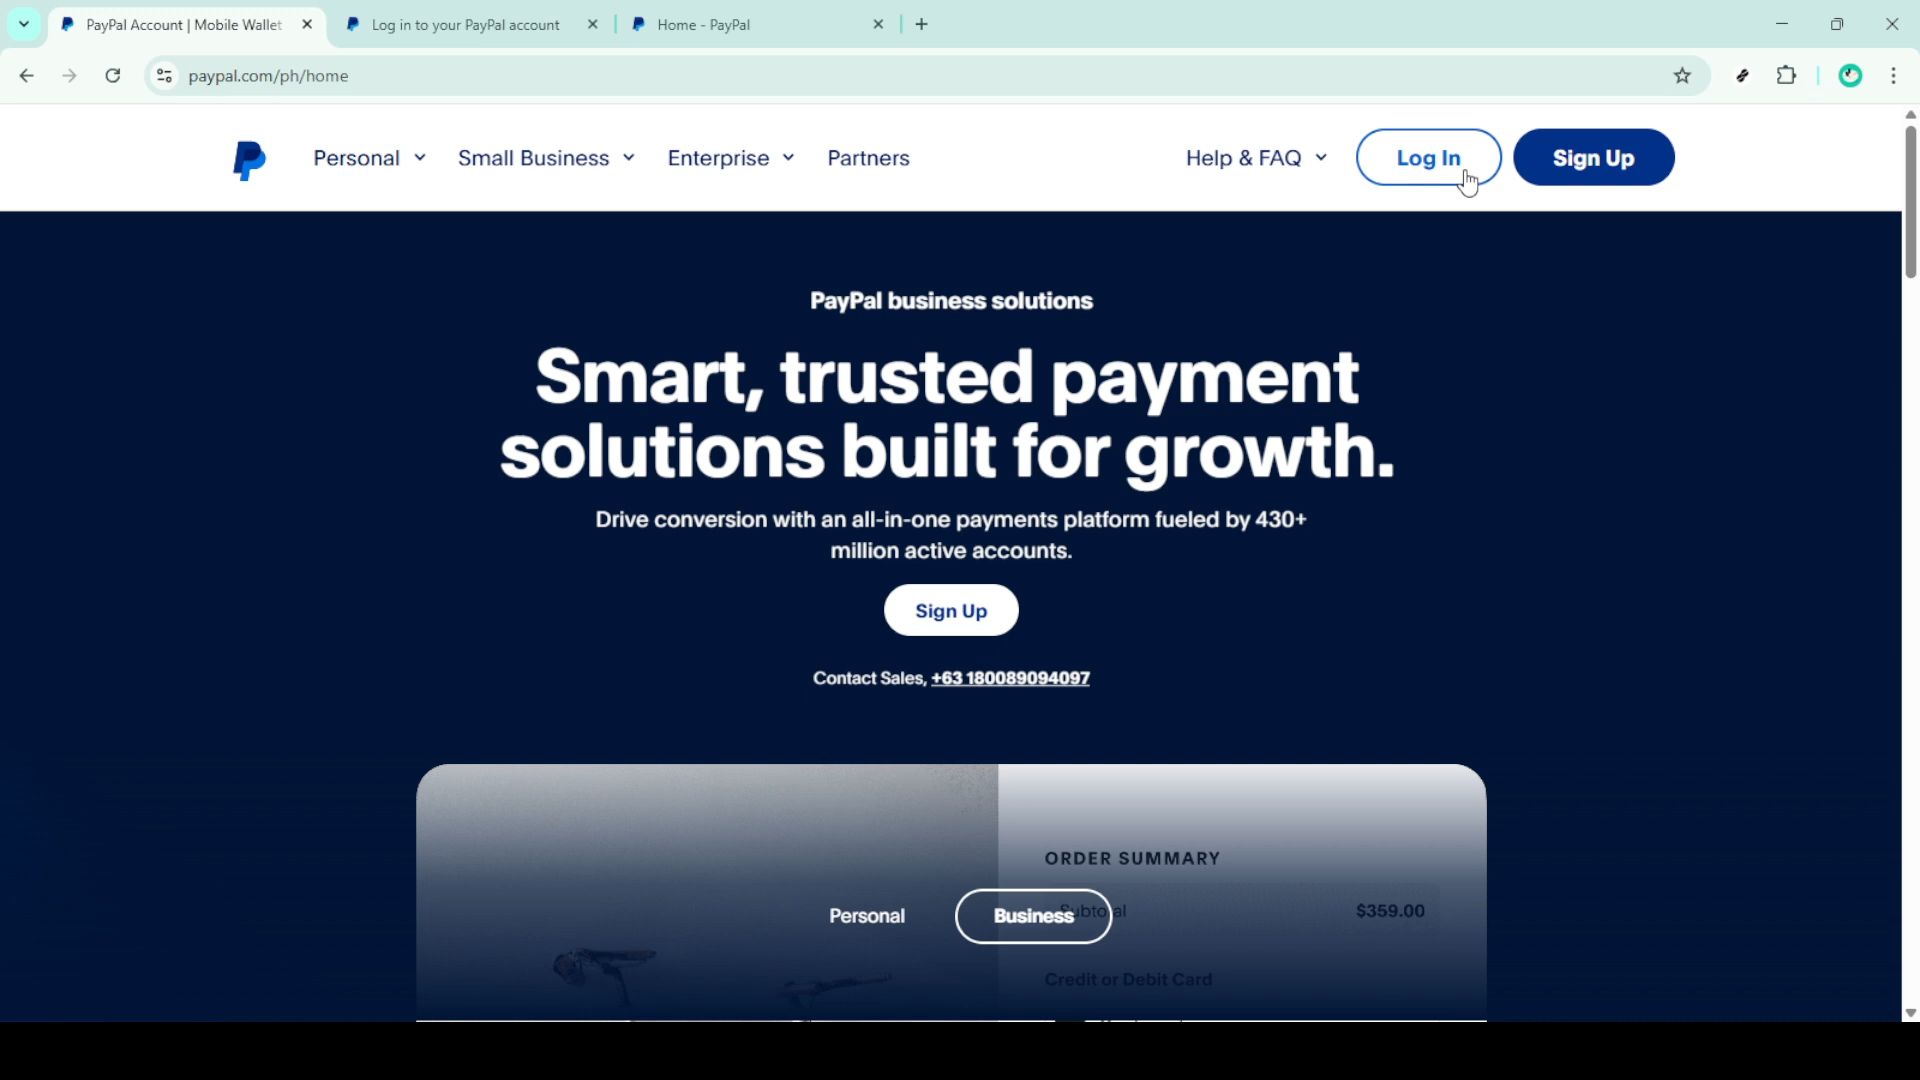 PayPal Account | Mobile Wallet
Log in to your PayPal account
Home - PayPal
paypal.com/ph/home
Personal
Small Business
Enterprise
Partners
Help & FAQ
Log In
Sign Up
PayPal business solutions
Smart, trusted payment
solutions built for growth.
Drive conversion with an all-in-one payments platform fueled by 430+
million active accounts.
Sign Up
Contact Sales, +63 180089094097
ORDER SUMMARY
Subtotal
$359.00
Personal
Business
Credit or Debit Card